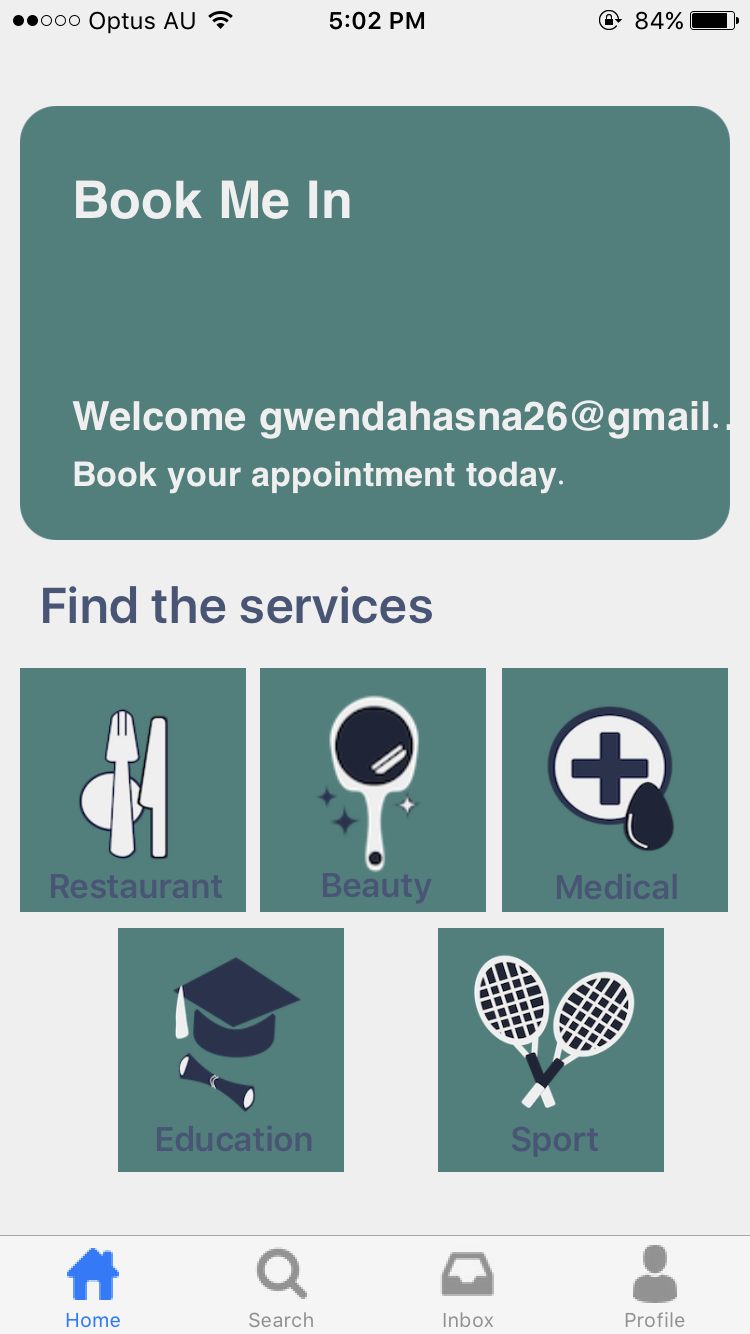 Optus AU 5:02 PM 84%
Book Me In
Welcome gwendahasna26@gmail..
Book your appointment today.
Find the services
Restaurant Beauty Medical
Education Sport
Home Search Inbox Profile